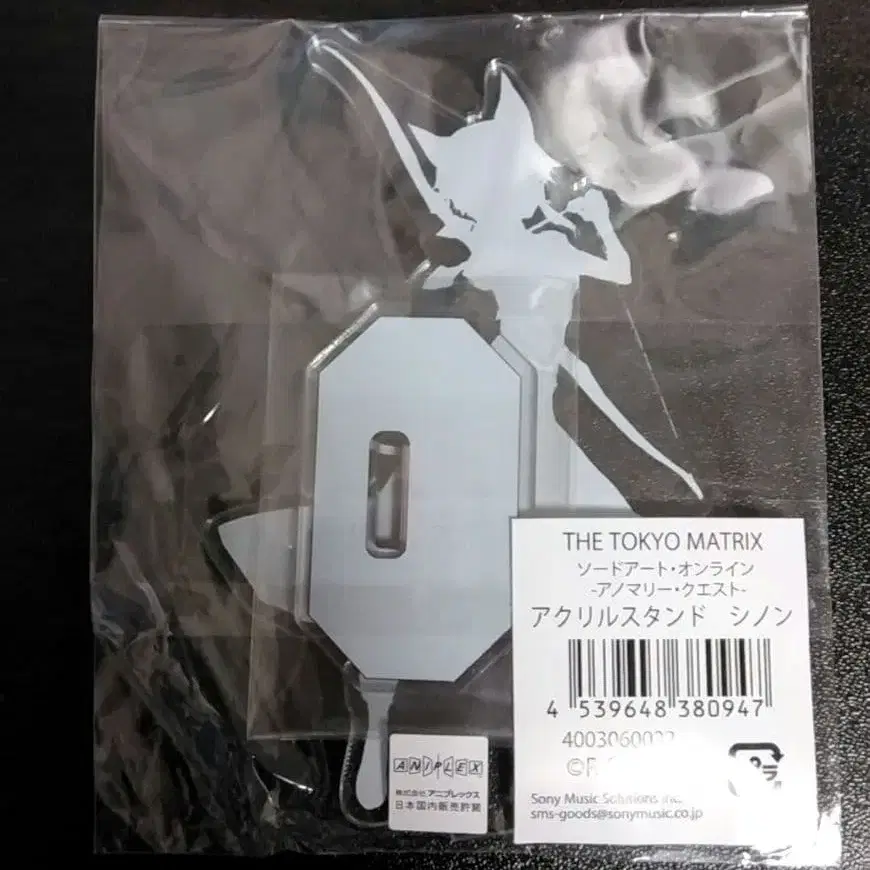 THE TOKYO MATRIX
ソードアート・オンライン
-アノマリー・クエスト-
アクリルスタンド シノン
4 539648 380947
Sony Music Solutions Inc.
sms-goods@sonymusic.co.jp
プラ
ANIPLEX
株式会社アニプレックス
日本国内販売許諾